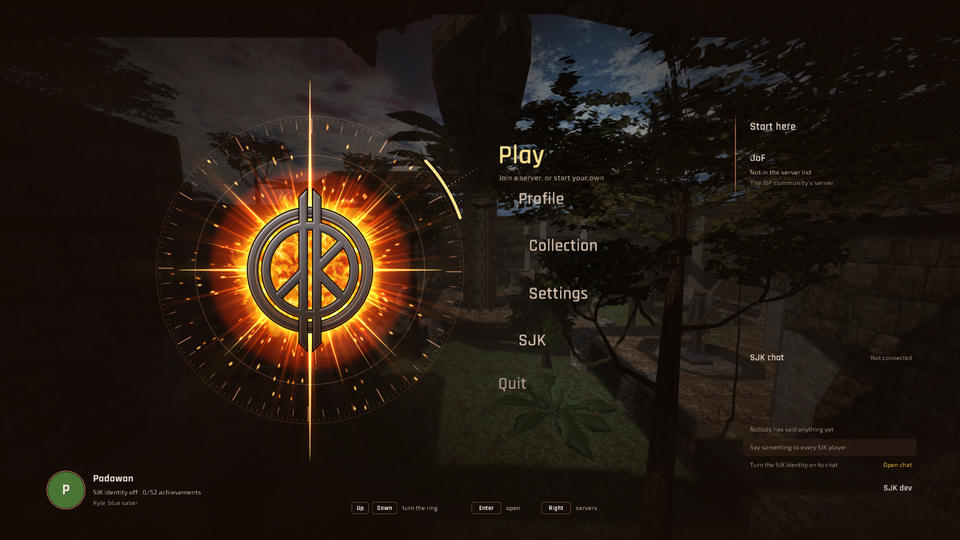 Play
Join a server, or start your own
Profile
Collection
Settings
SJK
Quit
Start here
JoF
Not in the server list
The JoF community's server
SJK chat
Not connected
Nobody has said anything yet
Say something to every SJK player
Turn the SJK identity on to chat
Open chat
SJK dev
P
Padawan
SJK identity off · 0/52 achievements
Kyle, blue saber
Up Down turn the ring
Enter open
Right servers